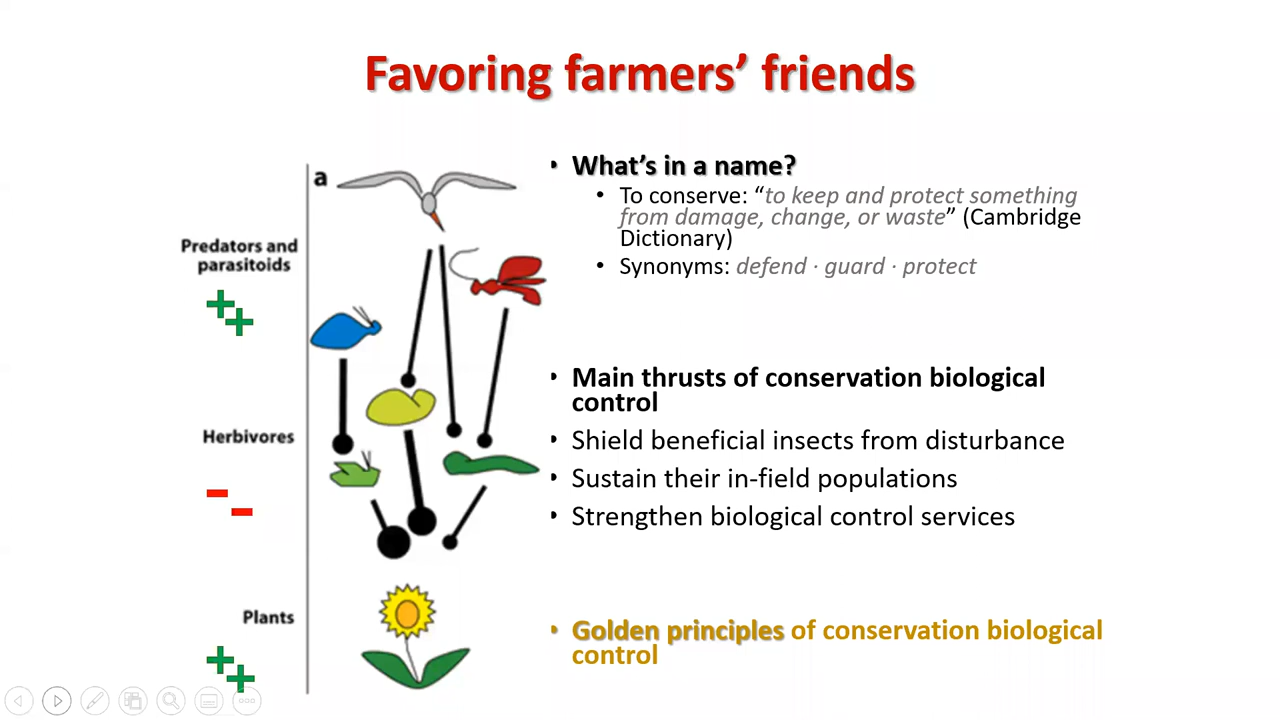 Favoring farmers’ friends
a
Predators and
parasitoids
Herbivores
Plants
• What’s in a name?
• To conserve: “to keep and protect something
from damage, change, or waste” (Cambridge
Dictionary)
• Synonyms: defend · guard · protect
• Main thrusts of conservation biological
control
• Shield beneficial insects from disturbance
• Sustain their in-field populations
• Strengthen biological control services
• Golden principles of conservation biological
control